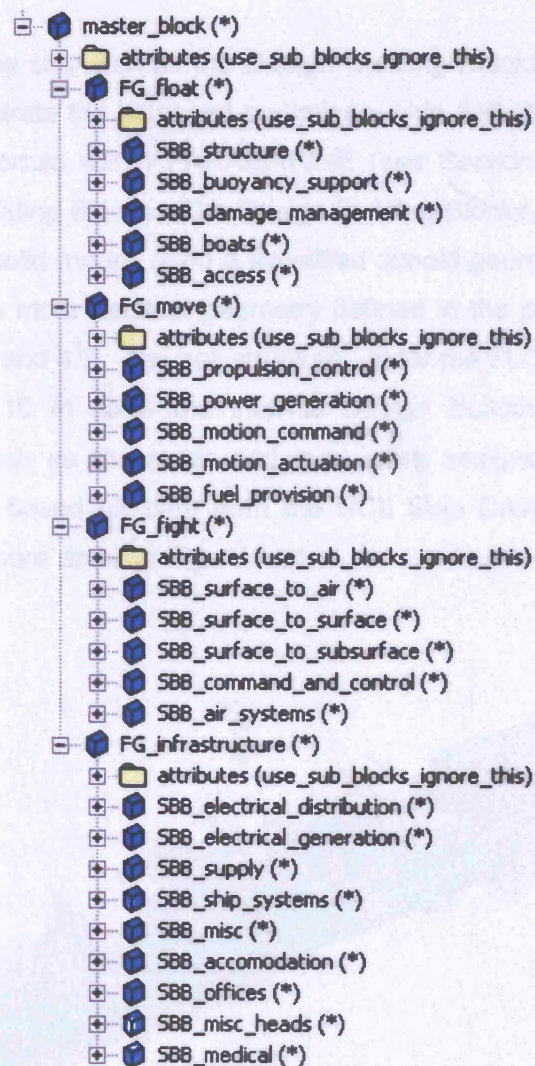 master_block (*)
attributes (use_sub_blocks_ignore_this)
FG_float (*)
attributes (use_sub_blocks_ignore_this)
SBB_structure (*)
SBB_buoyancy_support (*)
SBB_damage_management (*)
SBB_boats (*)
SBB_access (*)
FG_move (*)
attributes (use_sub_blocks_ignore_this)
SBB_propulsion_control (*)
SBB_power_generation (*)
SBB_motion_command (*)
SBB_motion_actuation (*)
SBB_fuel_provision (*)
FG_fight (*)
attributes (use_sub_blocks_ignore_this)
SBB_surface_to_air (*)
SBB_surface_to_surface (*)
SBB_surface_to_subsurface (*)
SBB_command_and_control (*)
SBB_air_systems (*)
FG_infrastructure (*)
attributes (use_sub_blocks_ignore_this)
SBB_electrical_distribution (*)
SBB_electrical_generation (*)
SBB_supply (*)
SBB_ship_systems (*)
SBB_misc (*)
SBB_accomodation (*)
SBB_offices (*)
SBB_misc_heads (*)
SBB_medical (*)